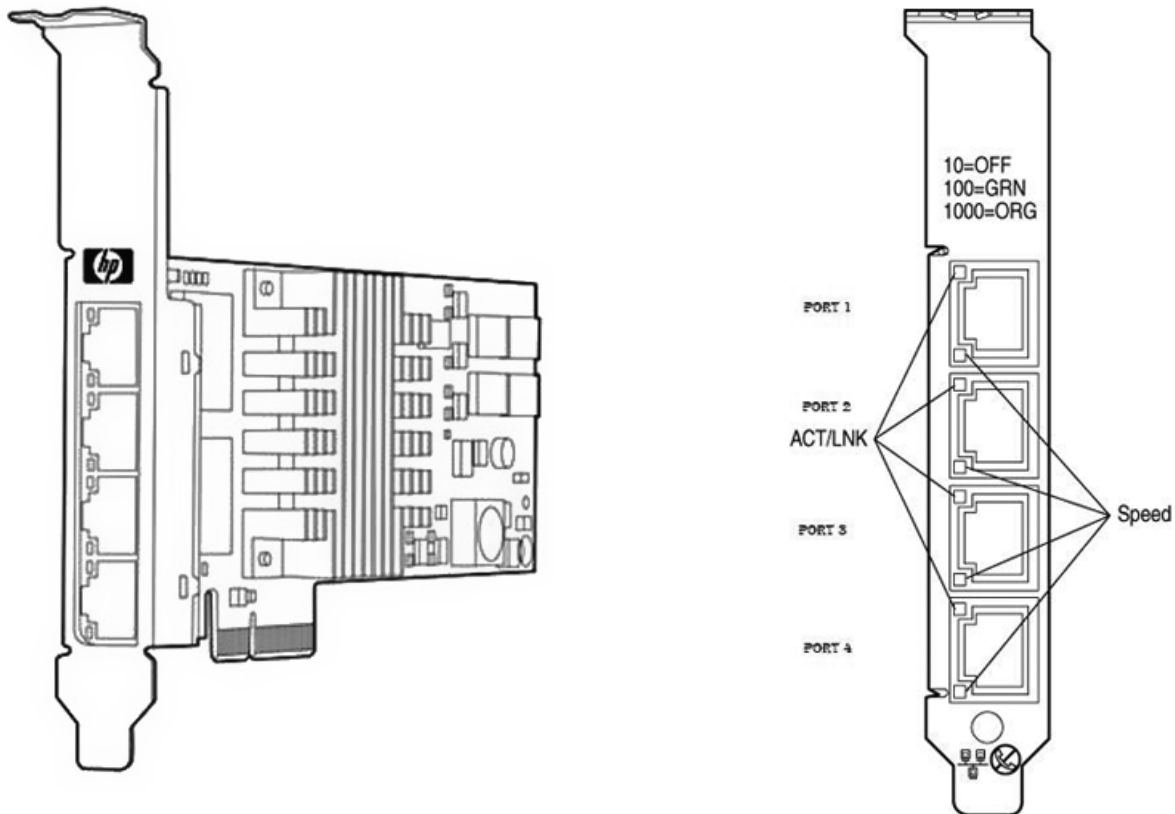 hp
10=OFF
100=GRN
1000=ORG
PORT 1
PORT 2
ACT/LNK
Speed
PORT 3
PORT 4